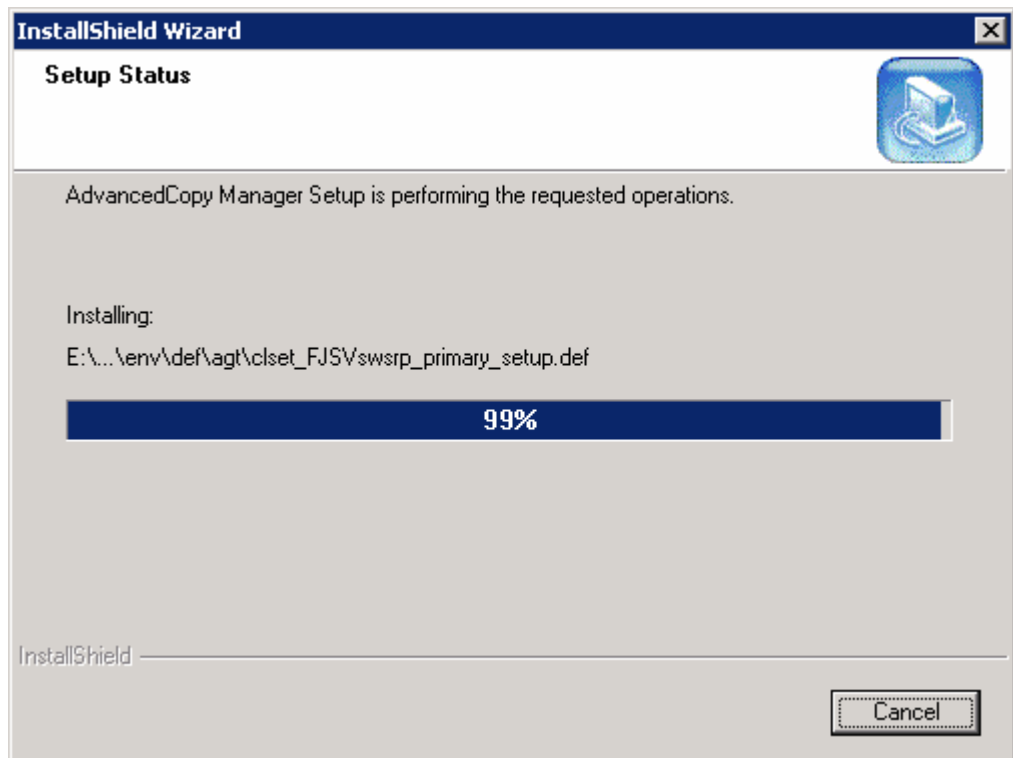 InstallShield Wizard
Setup Status
AdvancedCopy Manager Setup is performing the requested operations.
Installing:
E:\...\env\def\agt\clset_FJSVswsrp_primary_setup.def
99%
InstallShield
Cancel